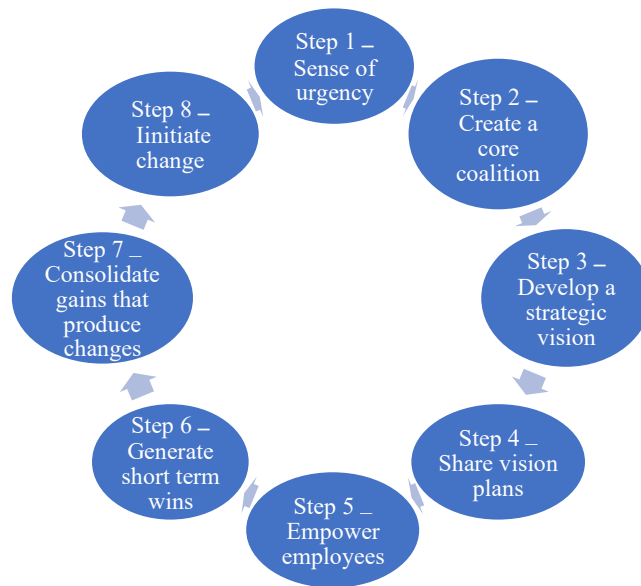 Step 1 –
Sense of
urgency
Step 2 –
Create a
core
coalition
Step 3 –
Develop a
strategic
vision
Step 4 _
Share vision
plans
Step 5 _
Empower
employees
Step 6 –
Generate
short term
wins
Step 7 _
Consolidate
gains that
produce
changes
Step 8 –
Iinitiate
change